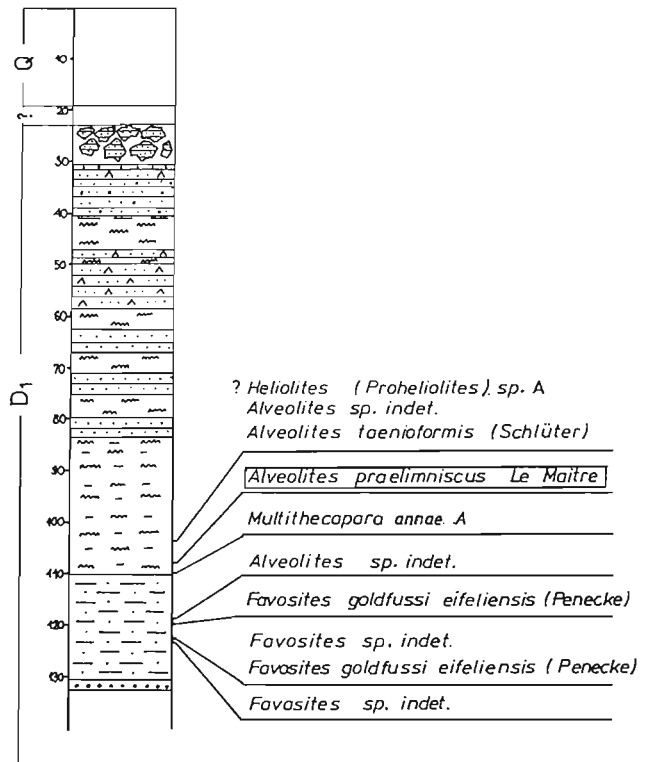 Q
?
D1
10
20
30
40
50
60
70
80
90
100
110
120
130
? Heliolites (Proheliolites) sp. A
Alveolites sp. indet.
Alveolites taenioformis (Schlüter)
Alveolites praelimniscus Le Maitre
Multithecapara annae A
Alveolites sp. indet.
Favosites goldfussi eifeliensis (Penecke)
Favosites sp. indet.
Favosites goldfussi eifeliensis (Penecke)
Favosites sp. indet.